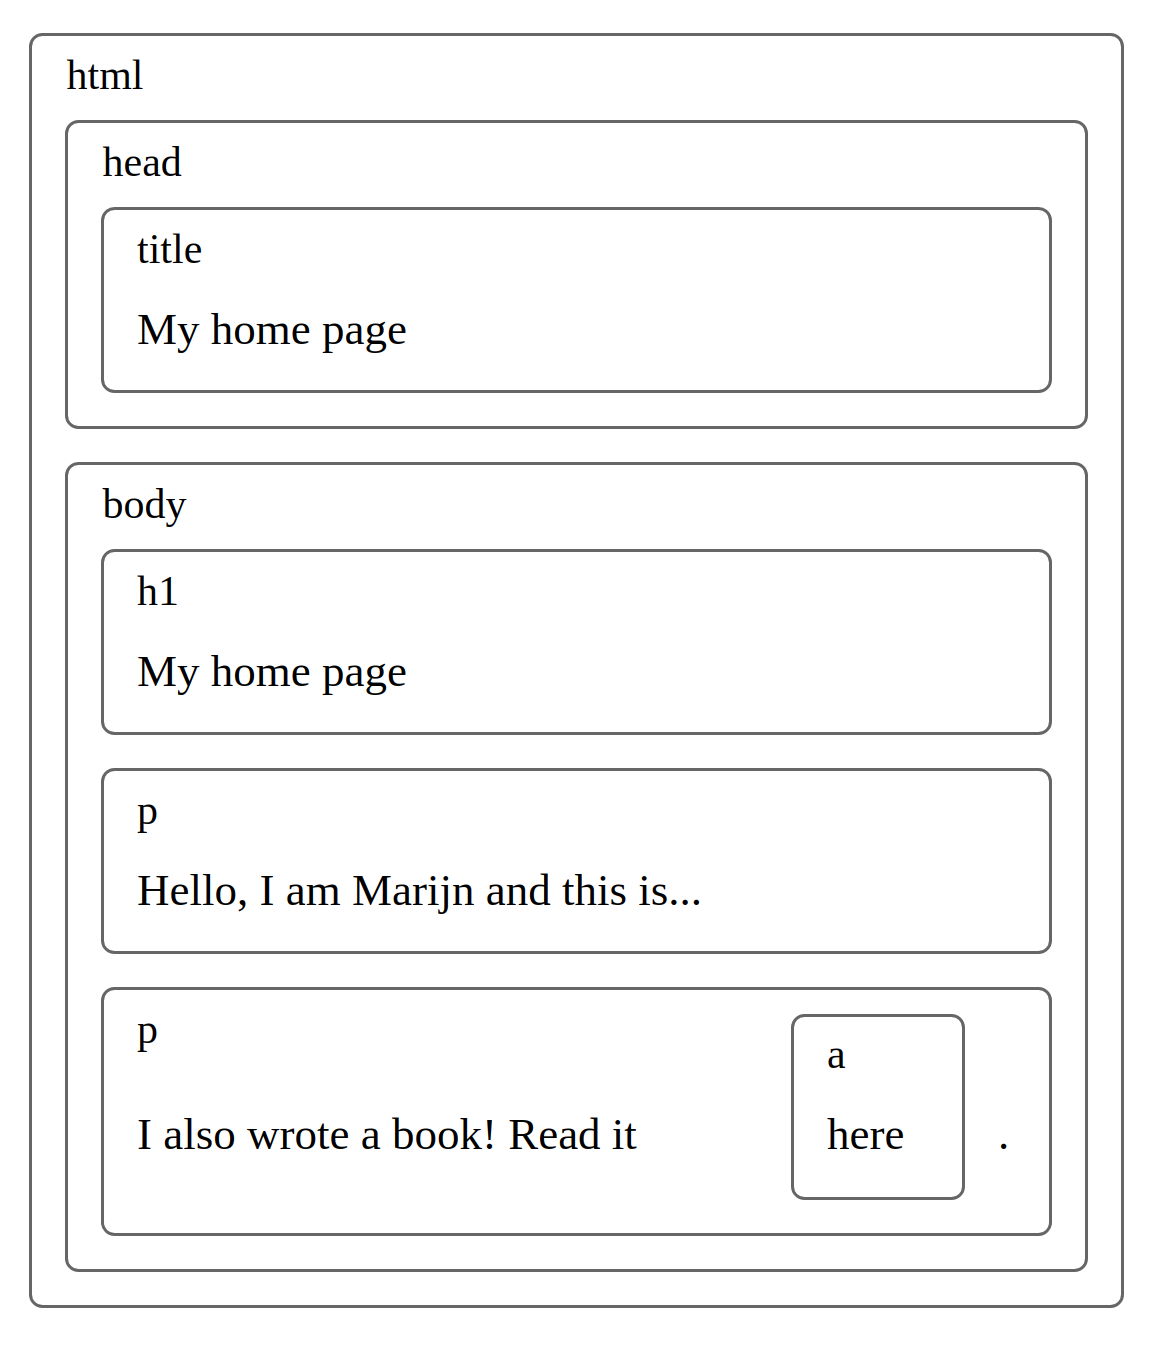 html
head
title
My home page
body
h1
My home page
p
Hello, I am Marijn and this is...
p
a
I also wrote a book! Read it here .